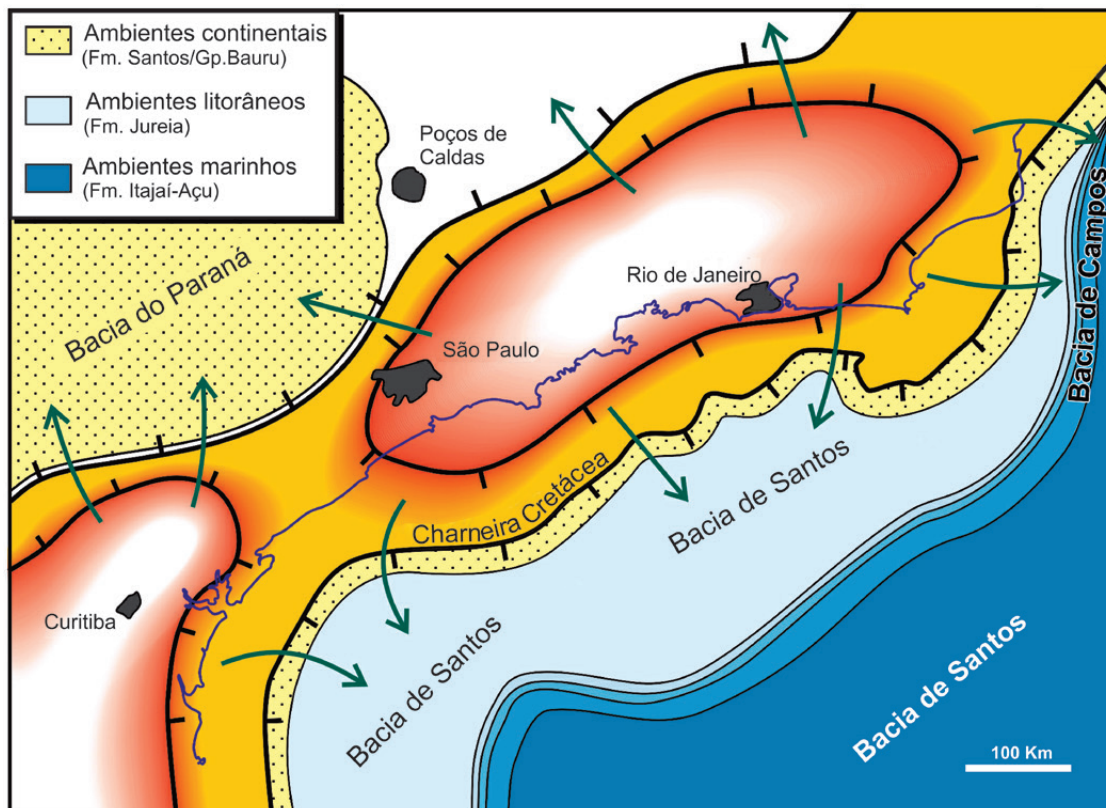 Ambientes continentais
(Fm. Santos/Gp.Bauru)
Ambientes litorâneos
(Fm. Jureia)
Ambientes marinhos
(Fm. Itajaí-Açu)
Poços de
Caldas
Bacia do Paraná
Rio de Janeiro
São Paulo
Bacia de Campos
Charneira Cretácea
Bacia de Santos
Curitiba
Bacia de Santos
Bacia de Santos
100 Km